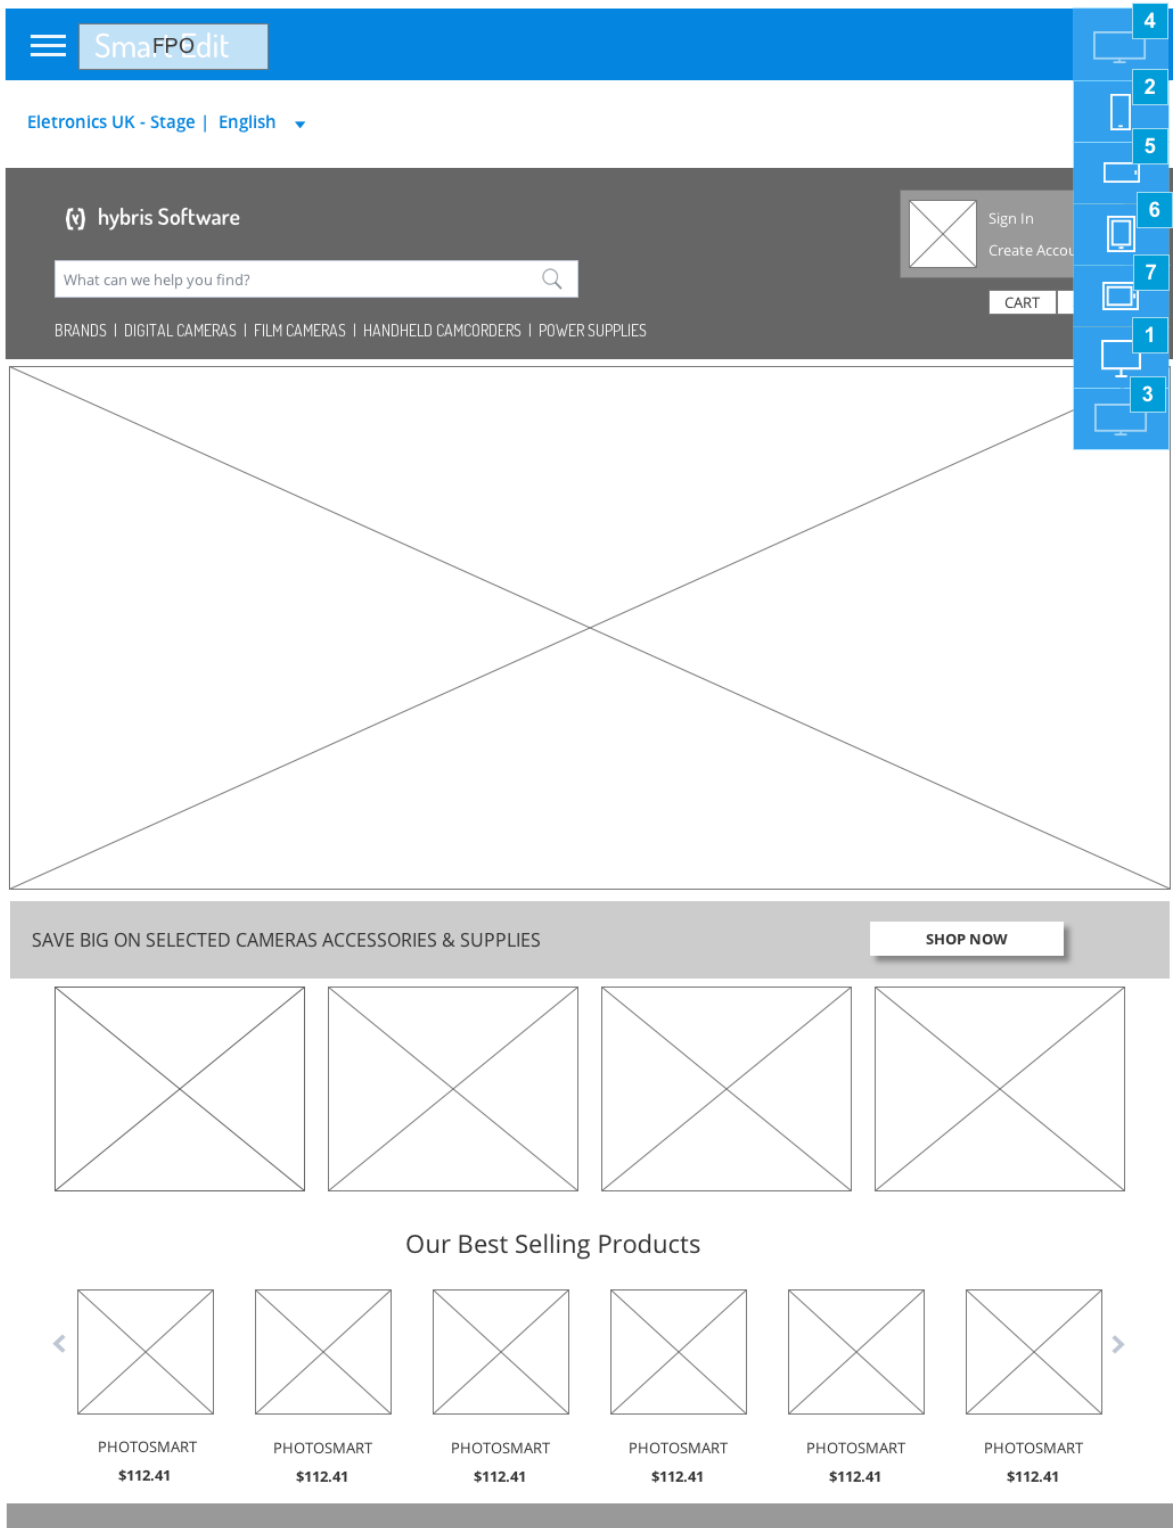 4
Smart Edit
FPO
2
Eletronics UK - Stage | English
5
hybris Software
6
Sign In
Create Accou
What can we help you find?
7
CART
BRANDS | DIGITAL CAMERAS | FILM CAMERAS | HANDHELD CAMCORDERS | POWER SUPPLIES
1
3
SAVE BIG ON SELECTED CAMERAS ACCESSORIES & SUPPLIES
SHOP NOW
Our Best Selling Products
PHOTOSMART PHOTOSMART PHOTOSMART PHOTOSMART PHOTOSMART PHOTOSMART
$112.41 $112.41 $112.41 $112.41 $112.41 $112.41